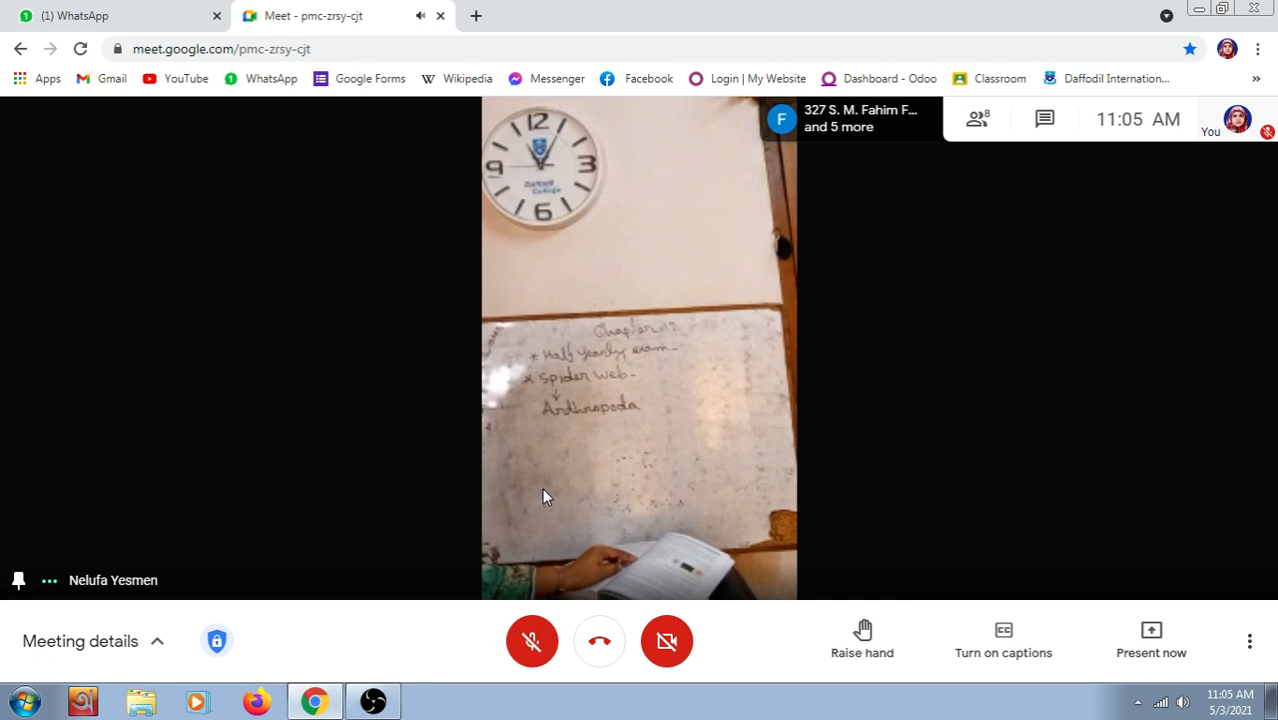 (1) WhatsApp
Meet - pmc-zrsy-cjt
meet.google.com/pmc-zrsy-cjt
Apps
Gmail
YouTube
WhatsApp
Google Forms
Wikipedia
Messenger
Facebook
Login | My Website
Dashboard - Odoo
Classroom
Daffodil Internation...
»
F
327 S. M. Fahim F...
and 5 more
8
11:05 AM
You
12
3
6
9
Daffodil
College
Chapter-12
* Half Yearly exam-
* Spider web-
↓
Arthropoda
Nelufa Yesmen
Meeting details
Raise hand
CC
Turn on captions
Present now
11:05 AM
5/3/2021